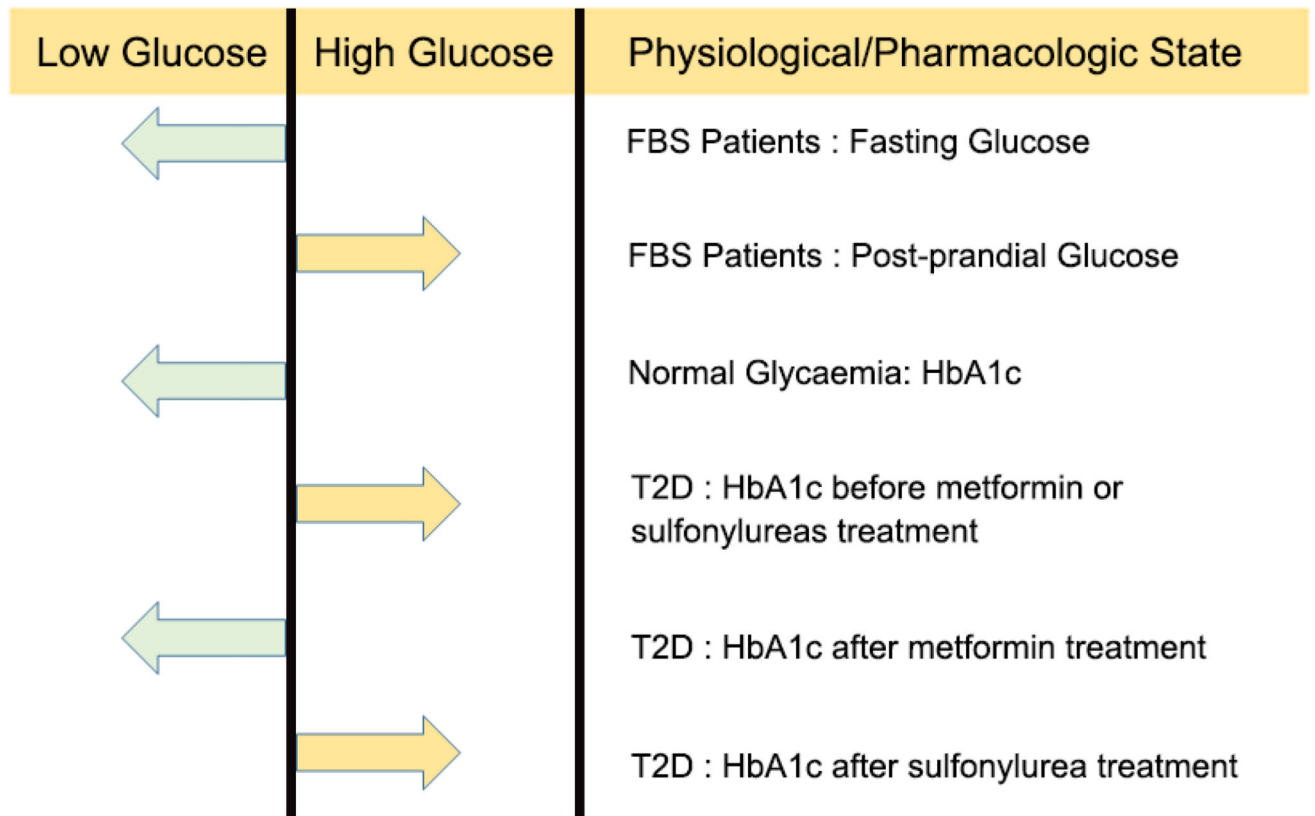 Low Glucose
High Glucose
Physiological/Pharmacologic State
FBS Patients : Fasting Glucose
FBS Patients : Post-prandial Glucose
Normal Glycaemia: HbA1c
T2D : HbA1c before metformin or
sulfonylureas treatment
T2D : HbA1c after metformin treatment
T2D : HbA1c after sulfonylurea treatment